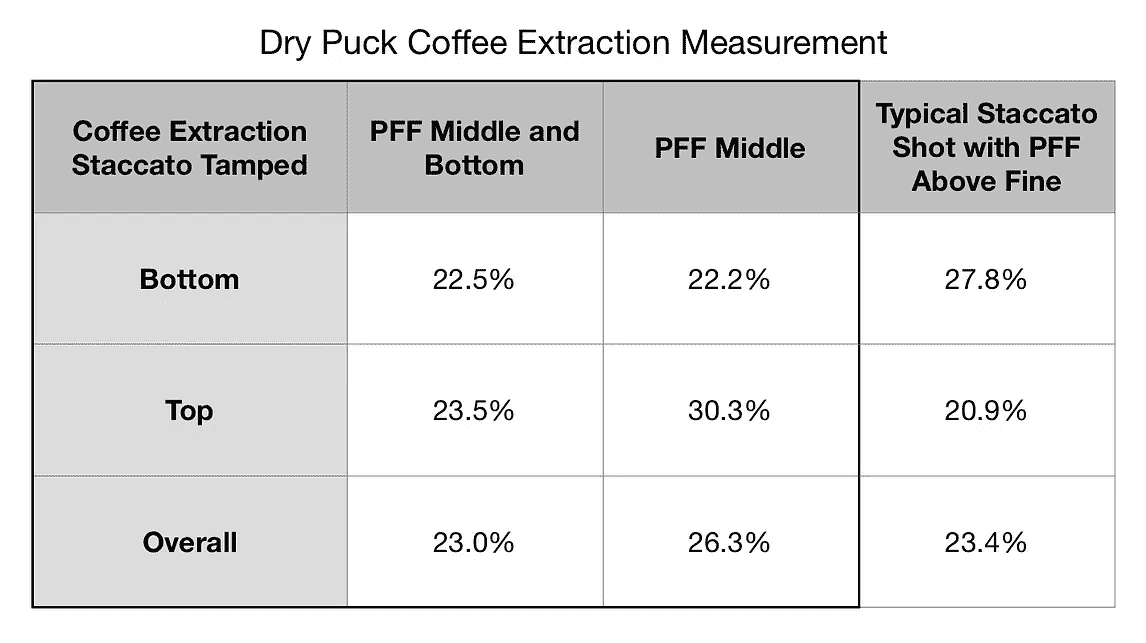 Dry Puck Coffee Extraction Measurement
Coffee Extraction
Staccato Tamped
PFF Middle and
Bottom
PFF Middle
Typical Staccato
Shot with PFF
Above Fine
Bottom
22.5%
22.2%
27.8%
Top
23.5%
30.3%
20.9%
Overall
23.0%
26.3%
23.4%